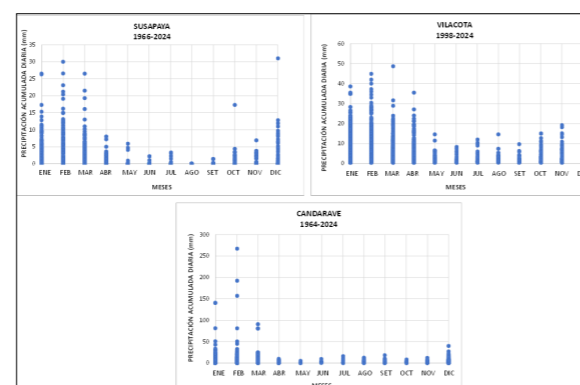 SUSAPAYA
1966-2024
PRECIPITACIÓN ACUMULADA DIARIA (mm)
35
30
25
20
15
10
5
0
ENE FEB MAR ABR MAY JUN JUL AGO SET OCT NOV DIC
MESES
VILACOTA
1998-2024
PRECIPITACIÓN ACUMULADA DIARIA (mm)
60
50
40
30
20
10
0
ENE FEB MAR ABR MAY JUN JUL AGO SET OCT NOV D
MESES
CANDARAVE
1964-2024
PRECIPITACIÓN ACUMULADA DIARIA (mm)
300
250
200
150
100
50
0
ENE FEB MAR ABR MAY JUN JUL AGO SET OCT NOV DIC
MESES